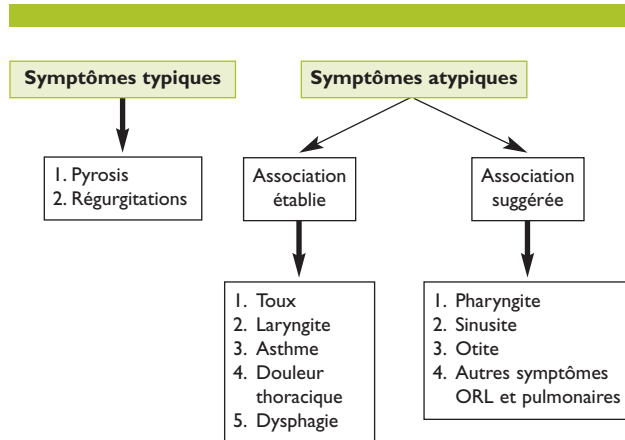 Symptômes typiques
Symptômes atypiques
1. Pyrosis
2. Régurgitations
Association
établie
Association
suggérée
1. Toux
2. Laryngite
3. Asthme
4. Douleur
thoracique
5. Dysphagie
1. Pharyngite
2. Sinusite
3. Otite
4. Autres symptômes
ORL et pulmonaires